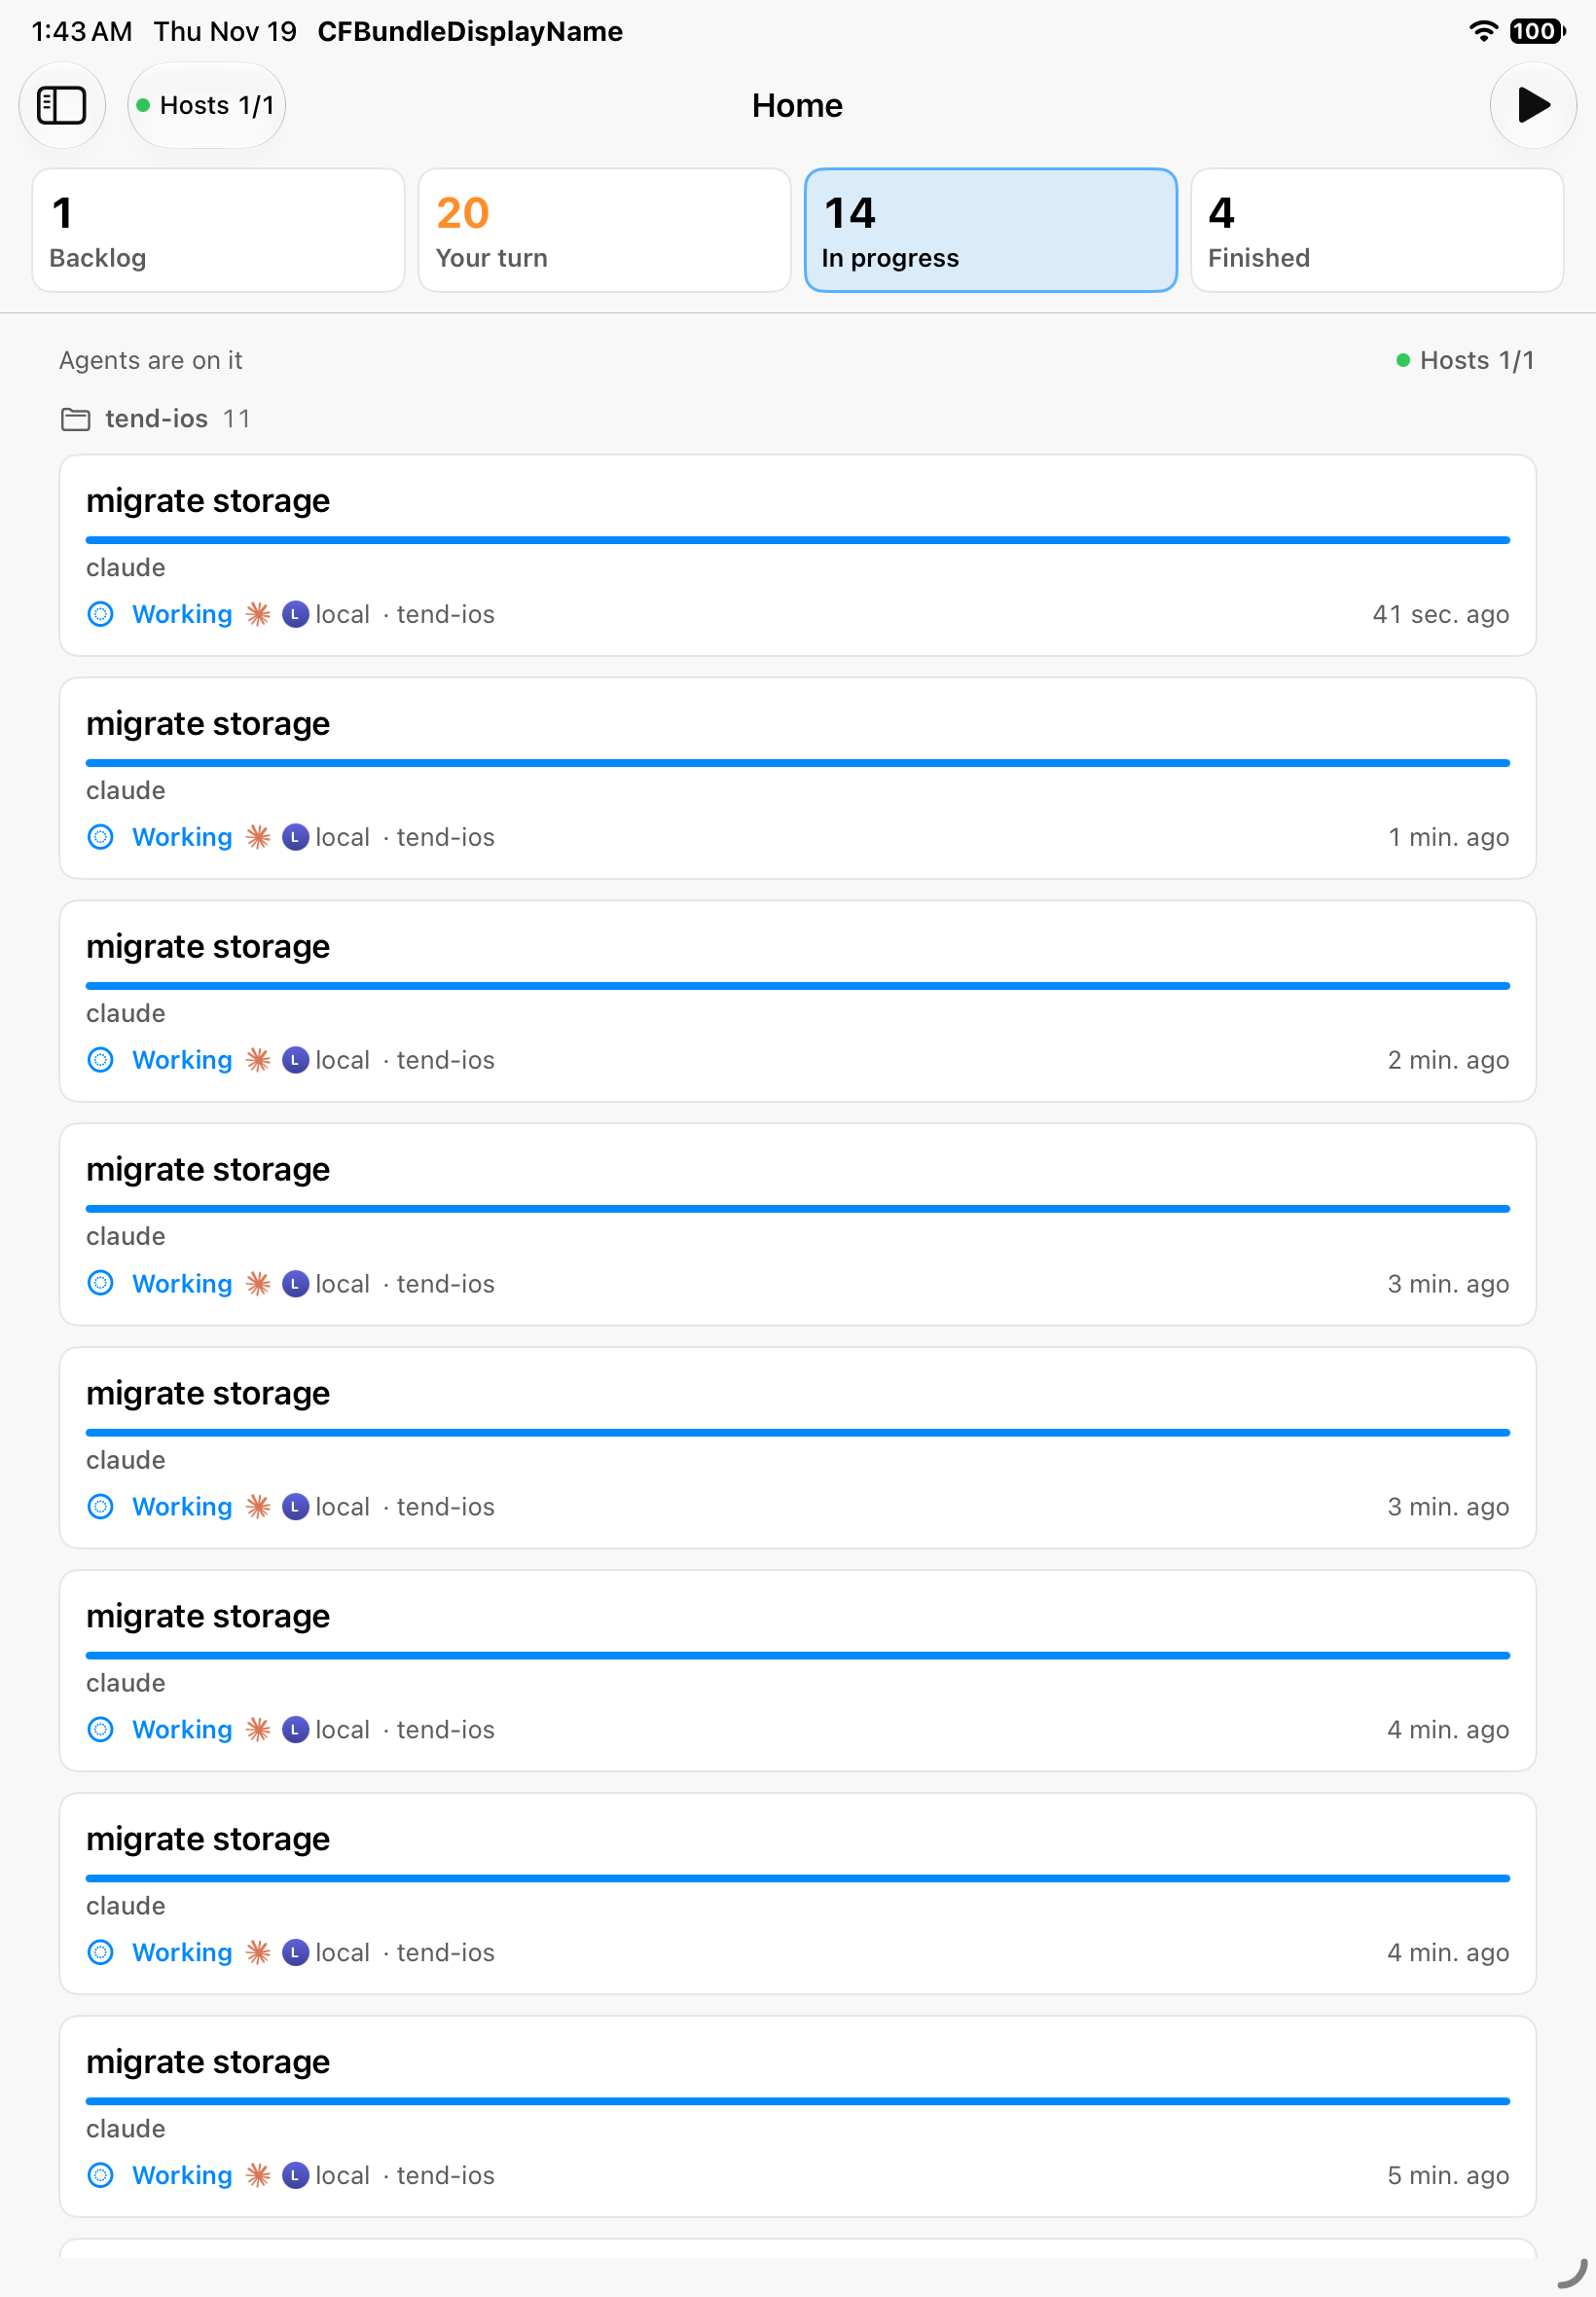 1:43 AM Thu Nov 19 CFBundleDisplayName 100
Hosts 1/1
Home
1
Backlog
20
Your turn
14
In progress
4
Finished
Agents are on it
Hosts 1/1
tend-ios 11
migrate storage
claude
Working L local · tend-ios 41 sec. ago
migrate storage
claude
Working L local · tend-ios 1 min. ago
migrate storage
claude
Working L local · tend-ios 2 min. ago
migrate storage
claude
Working L local · tend-ios 3 min. ago
migrate storage
claude
Working L local · tend-ios 3 min. ago
migrate storage
claude
Working L local · tend-ios 4 min. ago
migrate storage
claude
Working L local · tend-ios 4 min. ago
migrate storage
claude
Working L local · tend-ios 5 min. ago